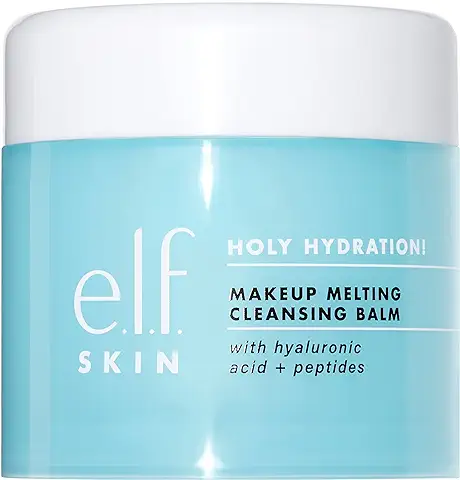 e.l.f.
SKIN
HOLY HYDRATION!
MAKEUP MELTING
CLEANSING BALM
with hyaluronic
acid + peptides